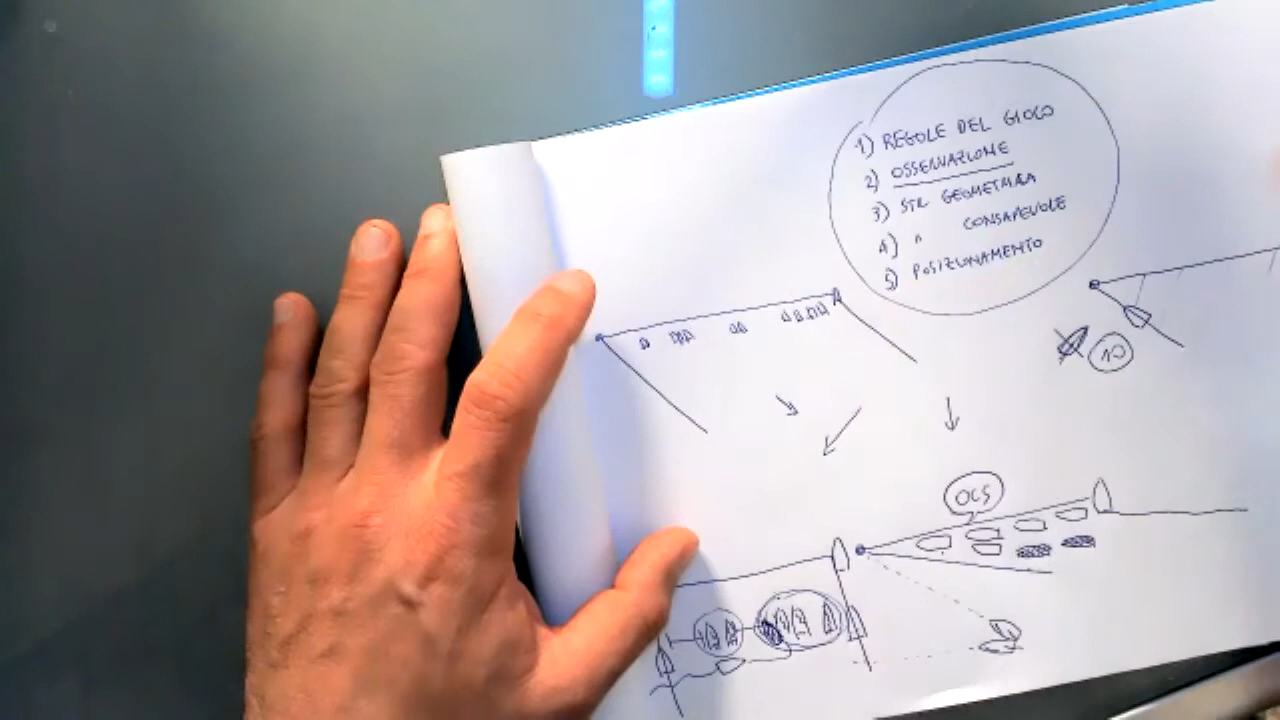 1) REGOLE DEL GIOCO
2) OSSERVAZIONE
3) STR GEOMETRICA
4) " CONSAPEVOLE
5) POSIZIONAMENTO
10
OCS